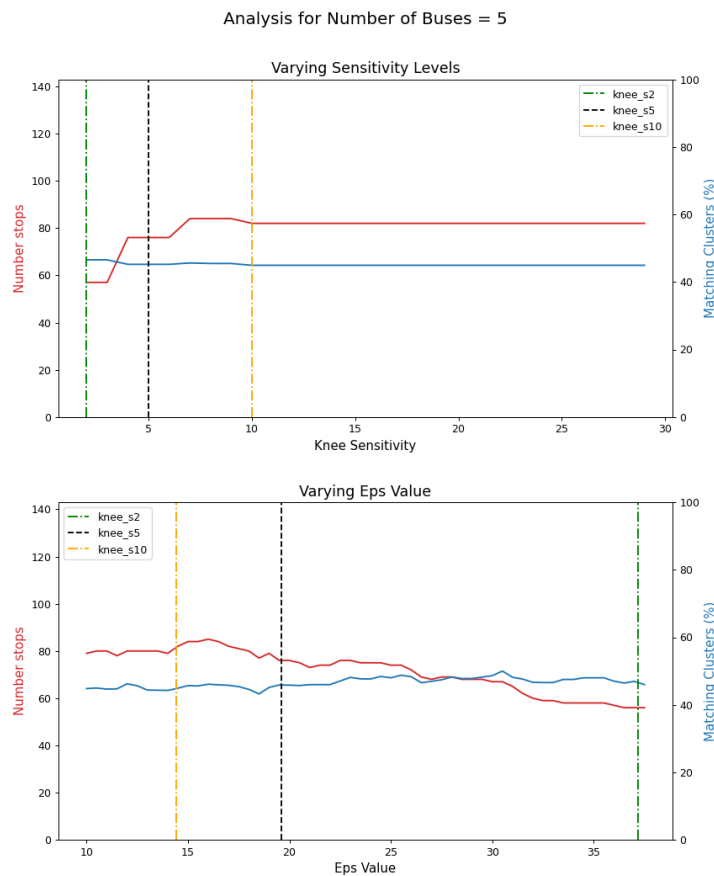 Analysis for Number of Buses = 5
Varying Sensitivity Levels
140
120
100
80
60
40
20
0
Number stops
100
80
60
40
20
0
Matching Clusters (%)
knee_s2
knee_s5
knee_s10
5
10
15
20
25
30
Knee Sensitivity
Varying Eps Value
140
120
100
80
60
40
20
0
Number stops
100
80
60
40
20
0
Matching Clusters (%)
knee_s2
knee_s5
knee_s10
10
15
20
25
30
35
Eps Value